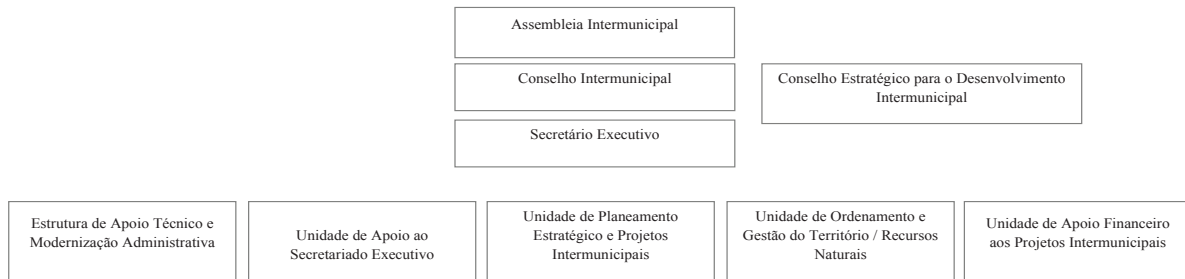 Assembleia Intermunicipal
Conselho Intermunicipal
Conselho Estratégico para o Desenvolvimento
Intermunicipal
Secretário Executivo
Estrutura de Apoio Técnico e
Modernização Administrativa
Unidade de Apoio ao
Secretariado Executivo
Unidade de Planeamento
Estratégico e Projetos
Intermunicipais
Unidade de Ordenamento e
Gestão do Território / Recursos
Naturais
Unidade de Apoio Financeiro
aos Projetos Intermunicipais